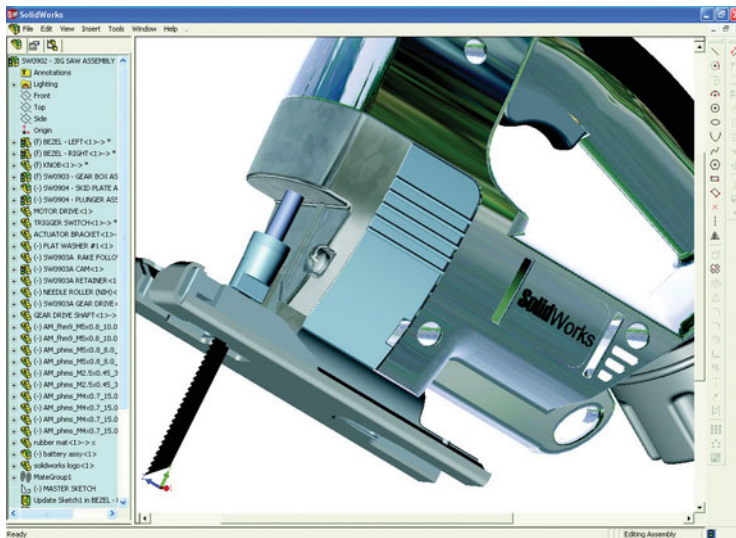 SolidWorks
File Edit View Insert Tools Window Help
SW0902 - JIG SAW ASSEMBLY
Annotations
Lighting
Front
Top
Side
Origin
(f) BEZEL - LEFT<1>-> *
(f) BEZEL - RIGHT<1>-> *
(f) KNOB<1>-> *
(-) SW0903 - GEAR BOX AS
(-) SW0904 - SKID PLATE A
(-) SW0904 - PLUNGER ASS
MOTOR DRIVE<1>
TRIGGER SWITCH<1>-> *
ACTUATOR BRACKET<1>-
(-) FLAT WASHER #1<1>
(-) SW0903A RAKE FOLLO
SW0903A CAM<1>
(-) SW0903A RETAINER<1
(-) NEEDLE ROLLER (NIH)<
(-) SW0903A GEAR DRIVE<
GEAR DRIVE SHAFT<1>->
(-) AM_fhm9_M5x0.8_10.0
(-) AM_fhm9_M5x0.8_10.0
(-) AM_phms_M5x0.8_8.0_
(-) AM_phms_M5x0.8_8.0_
(-) AM_phms_M2.5x0.45_3
(-) AM_phms_M2.5x0.45_3
(-) AM_phms_M4x0.7_15.0
(-) AM_phms_M4x0.7_15.0
(-) AM_phms_M4x0.7_15.0
(-) AM_phms_M4x0.7_15.0
rubber mat<1>-> x
(-) battery assy<1>
solidworks logo<1>
MateGroup1
(-) MASTER SKETCH
Update Sketch1 in BEZEL -
SolidWorks
Ready
Editing Assembly